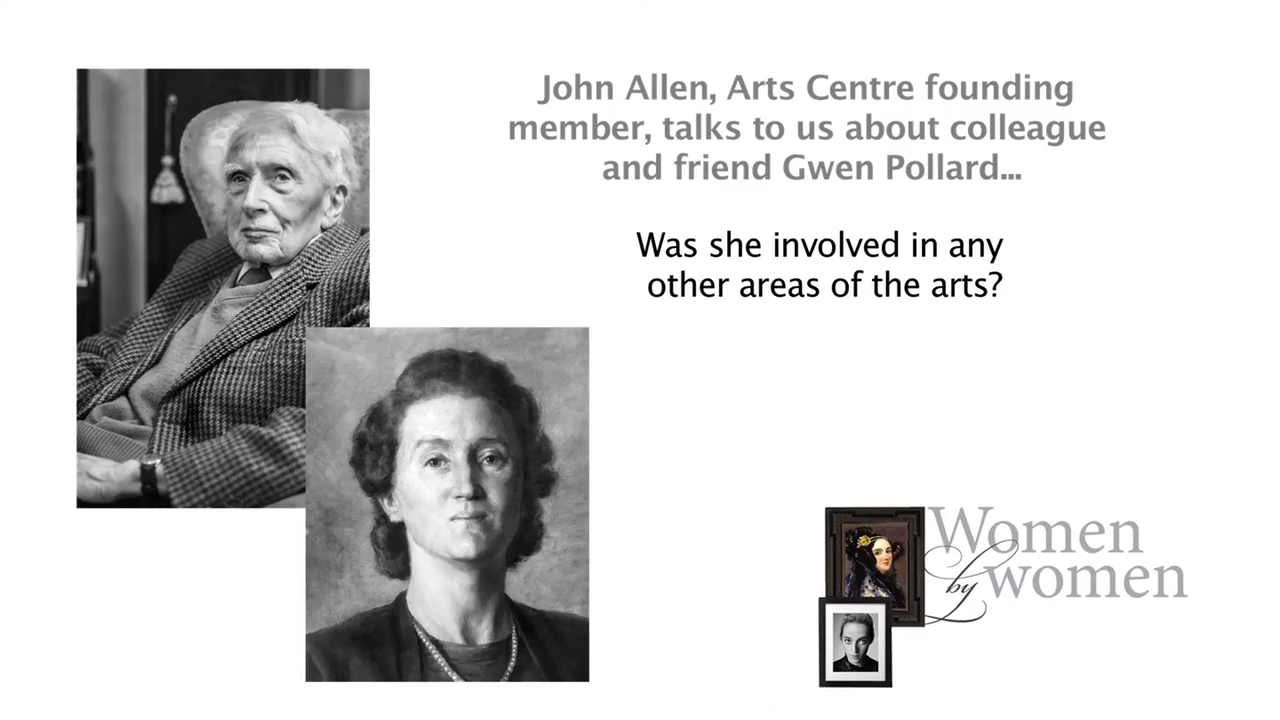 John Allen, Arts Centre founding
member, talks to us about colleague
and friend Gwen Pollard...
Was she involved in any
other areas of the arts?
Women
by women